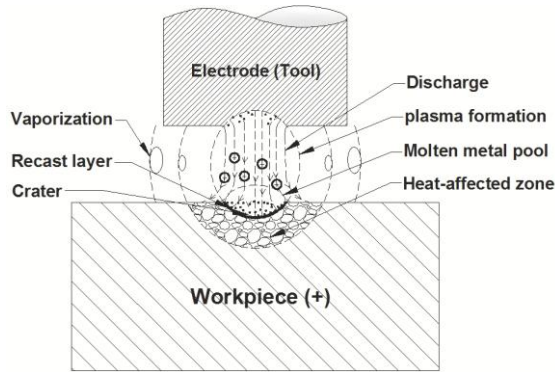 Electrode (Tool)
Discharge
Vaporization
plasma formation
Recast layer
Molten metal pool
Crater
Heat-affected zone
Workpiece (+)